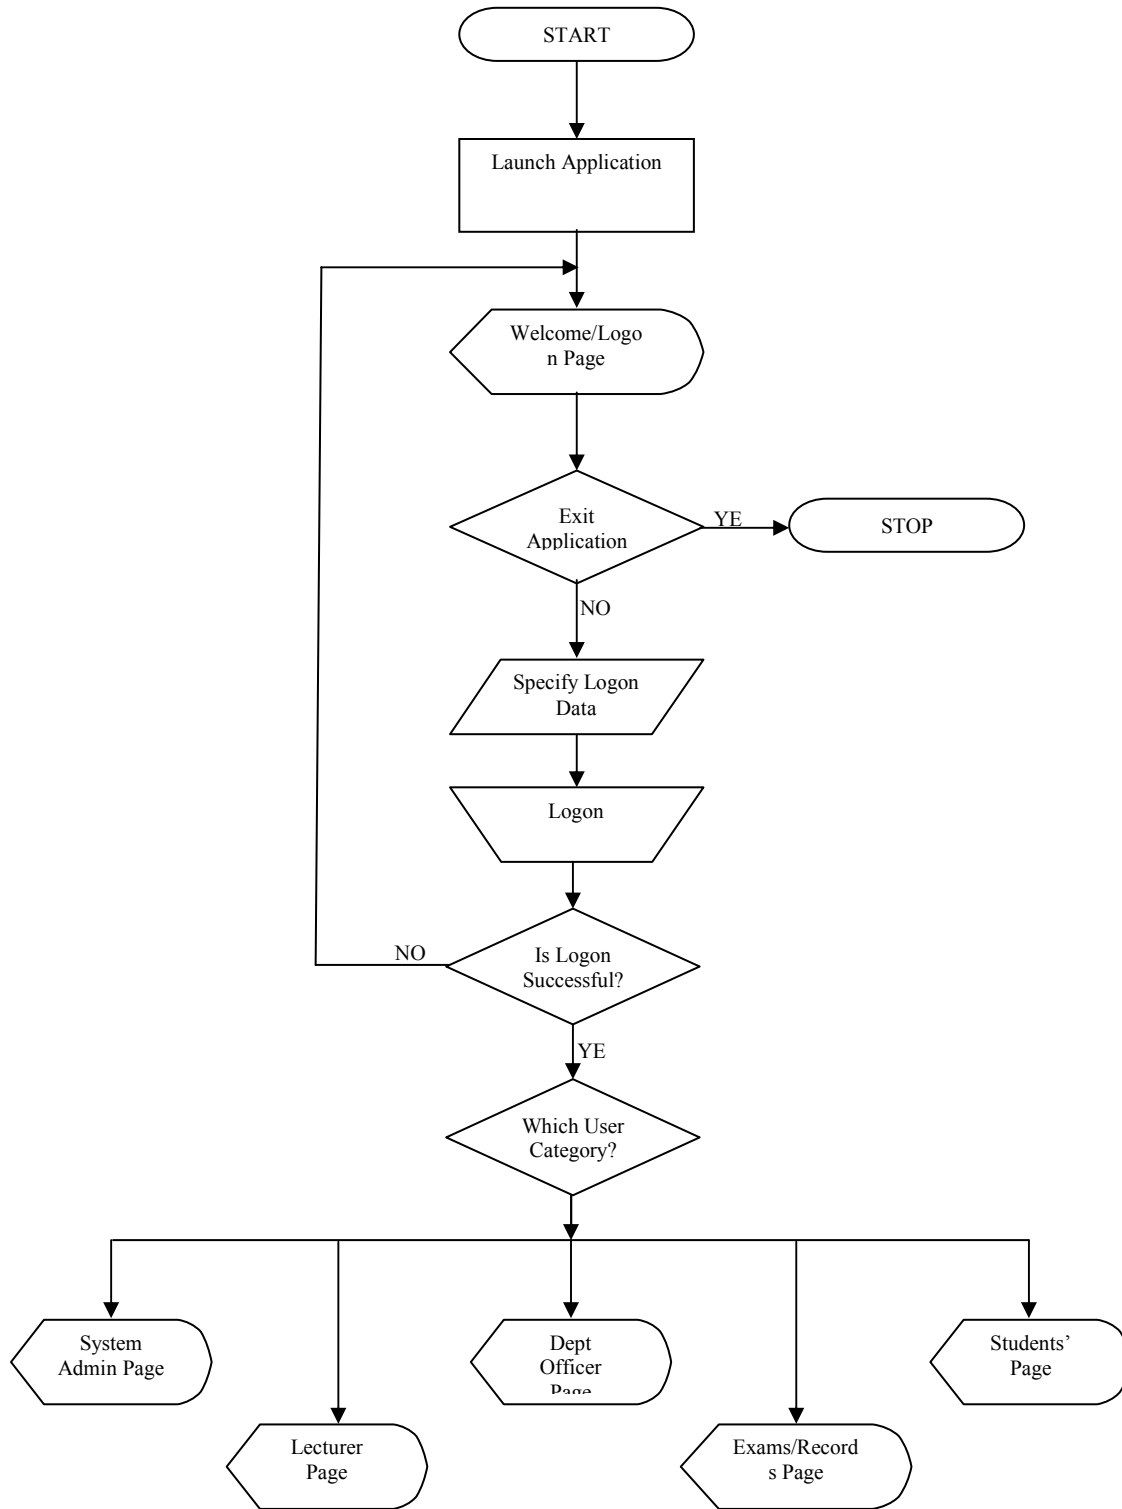 START
Launch Application
Welcome/Logo
n Page
Exit
Application
YE
STOP
NO
Specify Logon
Data
Logon
Is Logon
Successful?
NO
YE
Which User
Category?
System
Admin Page
Dept
Officer
Page
Students’
Page
Lecturer
Page
Exams/Record
s Page